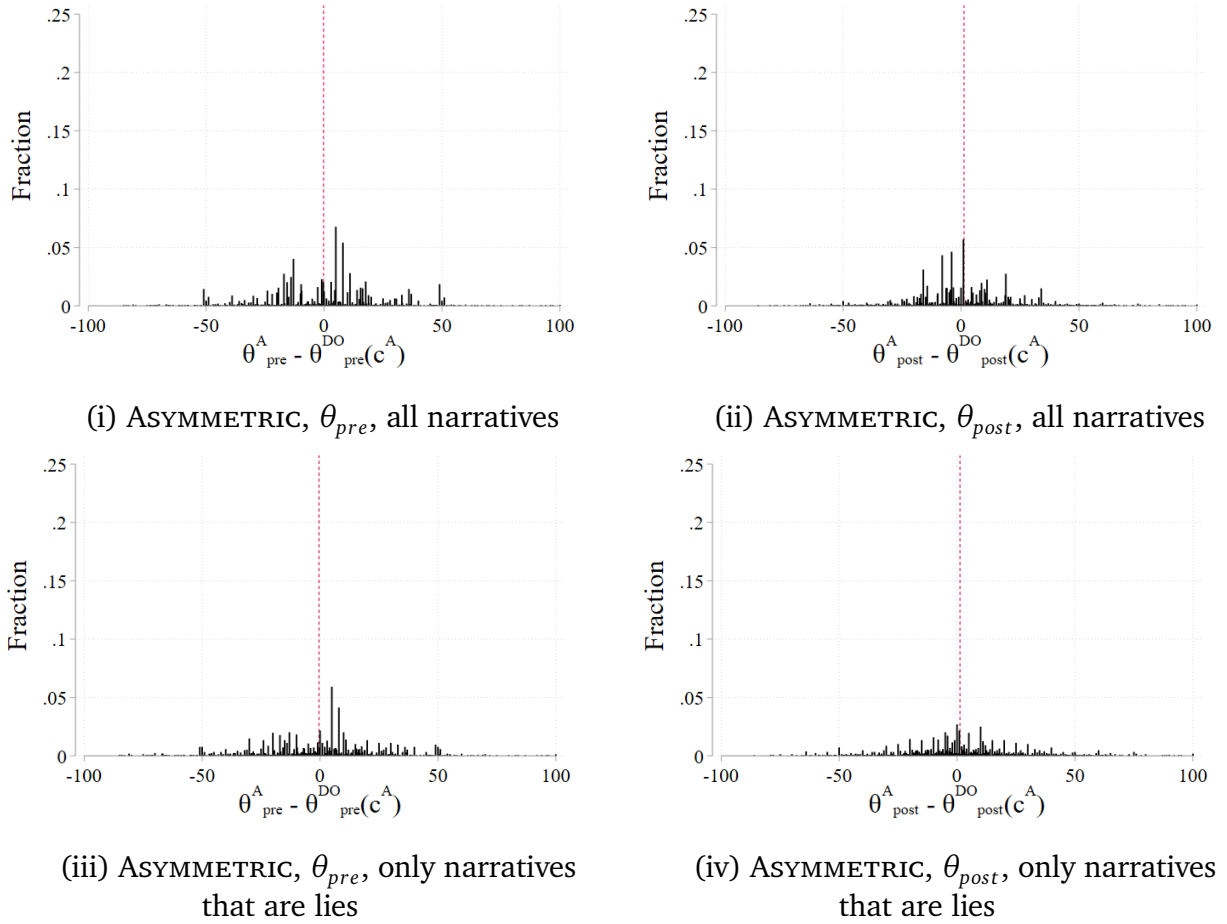 .25
.2
.15
.1
.05
0
Fraction
-100 -50 0 50 100
θ^A_pre - θ^DO_pre(c^A)
(i) ASYMMETRIC, θ_pre, all narratives
.25
.2
.15
.1
.05
0
Fraction
-100 -50 0 50 100
θ^A_post - θ^DO_post(c^A)
(ii) ASYMMETRIC, θ_post, all narratives
.25
.2
.15
.1
.05
0
Fraction
-100 -50 0 50 100
θ^A_pre - θ^DO_pre(c^A)
(iii) ASYMMETRIC, θ_pre, only narratives
that are lies
.25
.2
.15
.1
.05
0
Fraction
-100 -50 0 50 100
θ^A_post - θ^DO_post(c^A)
(iv) ASYMMETRIC, θ_post, only narratives
that are lies